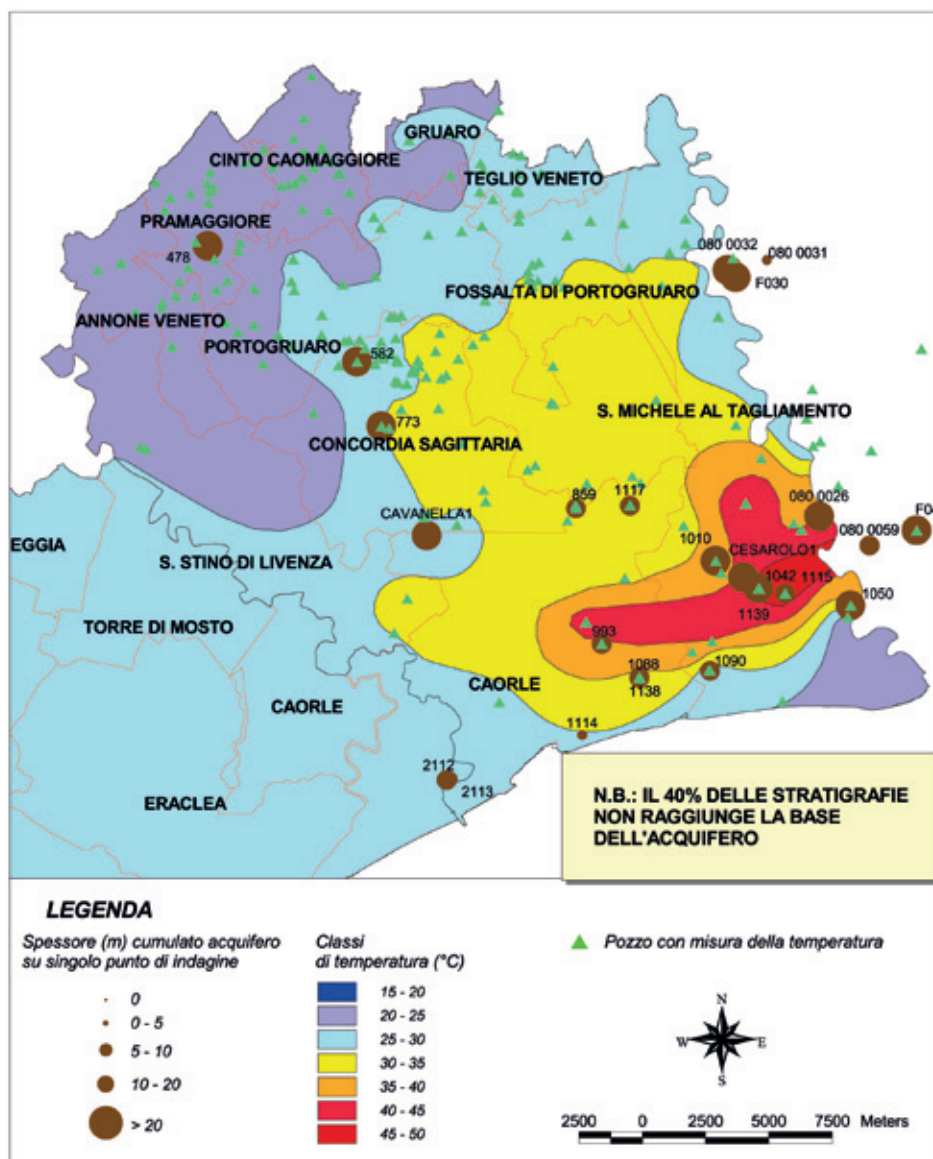 GRUARO
CINTO CAOMAGGIORE
TEGLIO VENETO
PRAMAGGIORE
478
080 0032
080 0031
F030
FOSSALTA DI PORTOGRUARO
ANNONE VENETO
PORTOGRUARO
582
S. MICHELE AL TAGLIAMENTO
773
CONCORDIA SAGITTARIA
859
1117
080 0026
CAVANELLA1
F04
080 0059
EGGIA
1010
CESAROLO1
S. STINO DI LIVENZA
1042
1115
1050
1139
TORRE DI MOSTO
993
1088
1090
1138
CAORLE
CAORLE
1114
2112
2113
ERACLEA
N.B.: IL 40% DELLE STRATIGRAFIE
NON RAGGIUNGE LA BASE
DELL'ACQUIFERO
LEGENDA
Spessore (m) cumulato acquifero
su singolo punto di indagine
0
0 - 5
5 - 10
10 - 20
> 20
Classi
di temperatura (°C)
15 - 20
20 - 25
25 - 30
30 - 35
35 - 40
40 - 45
45 - 50
Pozzo con misura della temperatura
N
W E
S
2500 0 2500 5000 7500 Meters